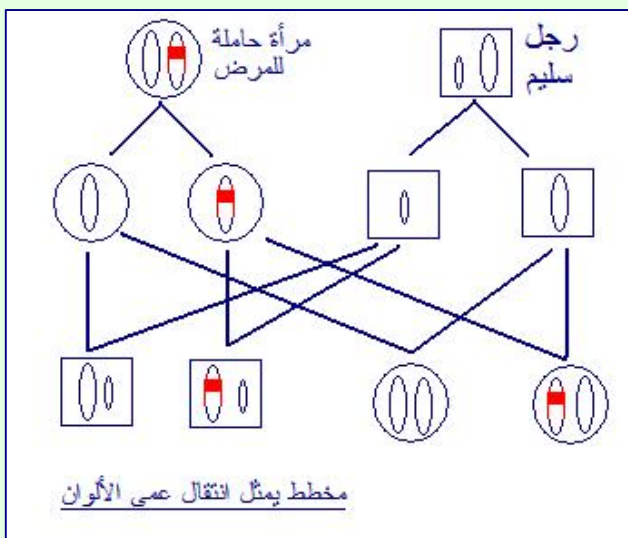 رجل
سليم
مرأة حاملة
للمرض
مخطط يمثل انتقال عمى الألوان